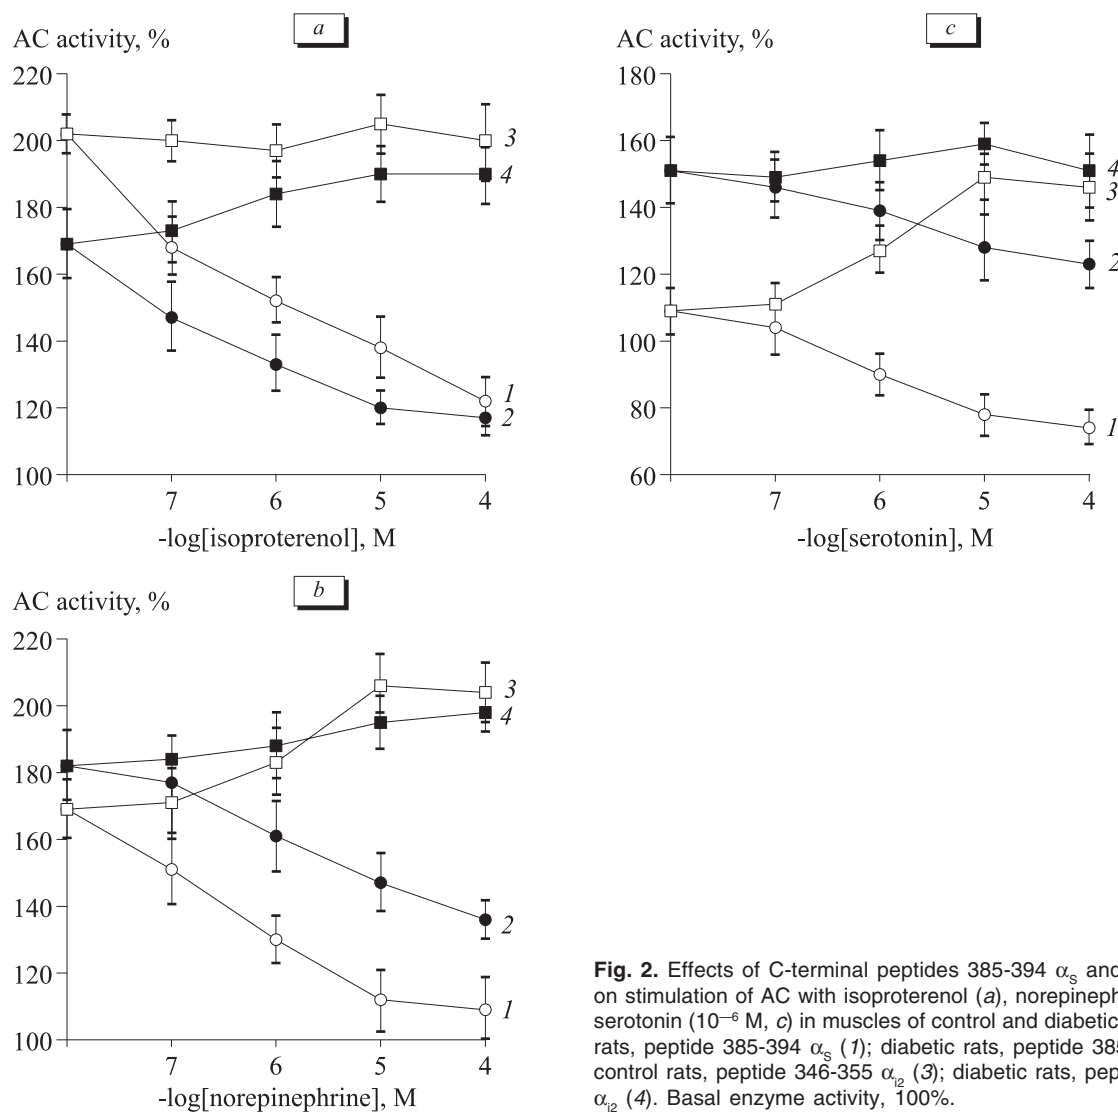 a
AC activity, %
220
200
180
160
140
120
100
3
4
1
2
7 6 5 4
-log[isoproterenol], M
c
AC activity, %
180
160
140
120
100
80
60
4
3
2
1
7 6 5 4
-log[serotonin], M
b
AC activity, %
220
200
180
160
140
120
100
3
4
2
1
7 6 5 4
-log[norepinephrine], M
Fig. 2. Effects of C-terminal peptides 385-394 αS and
on stimulation of AC with isoproterenol (a), norepineph
serotonin (10–6 M, c) in muscles of control and diabetic
rats, peptide 385-394 αS (1); diabetic rats, peptide 385
control rats, peptide 346-355 αi2 (3); diabetic rats, pep
αi2 (4). Basal enzyme activity, 100%.